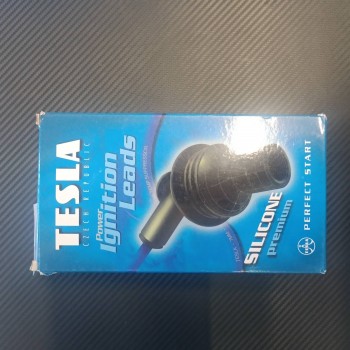 TESLA
CZECH REPUBLIC
Power
Ignition
Leads
SILICONE
premium
PERFECT START